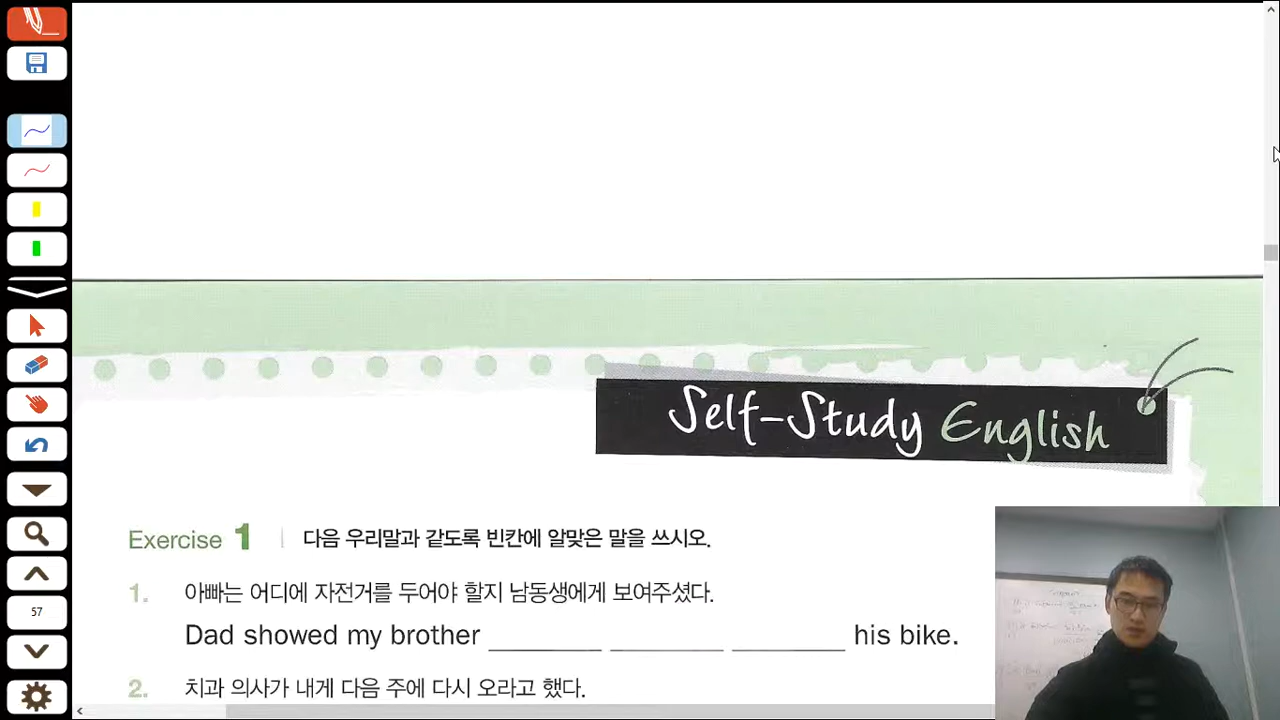 Self-Study English
Exercise 1 다음 우리말과 같도록 빈칸에 알맞은 말을 쓰시오.
1. 아빠는 어디에 자전거를 두어야 할지 남동생에게 보여주셨다.
Dad showed my brother ________ ________ ________ his bike.
2. 치과 의사가 내게 다음 주에 다시 오라고 했다.
57